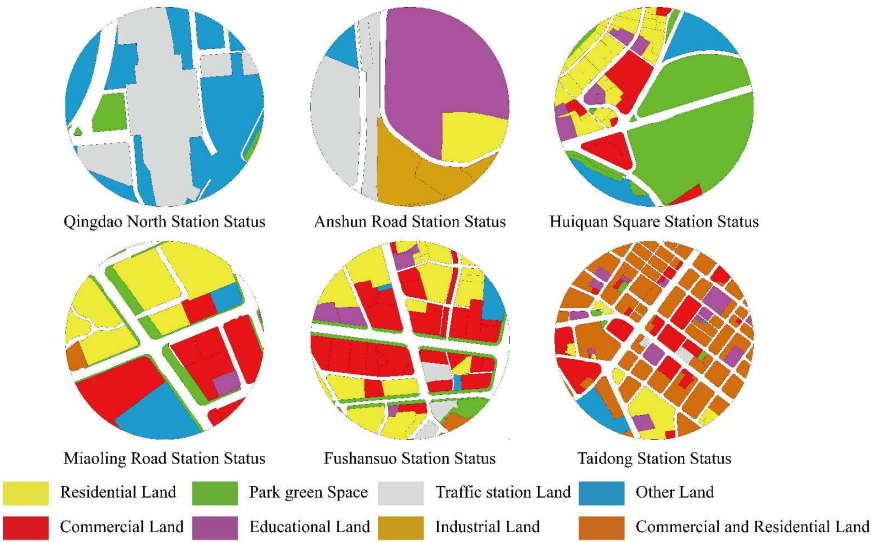 Qingdao North Station Status
Anshun Road Station Status
Huiquan Square Station Status
Miaoling Road Station Status
Fushansuo Station Status
Taidong Station Status
Residential Land
Park green Space
Traffic station Land
Other Land
Commercial Land
Educational Land
Industrial Land
Commercial and Residential Land